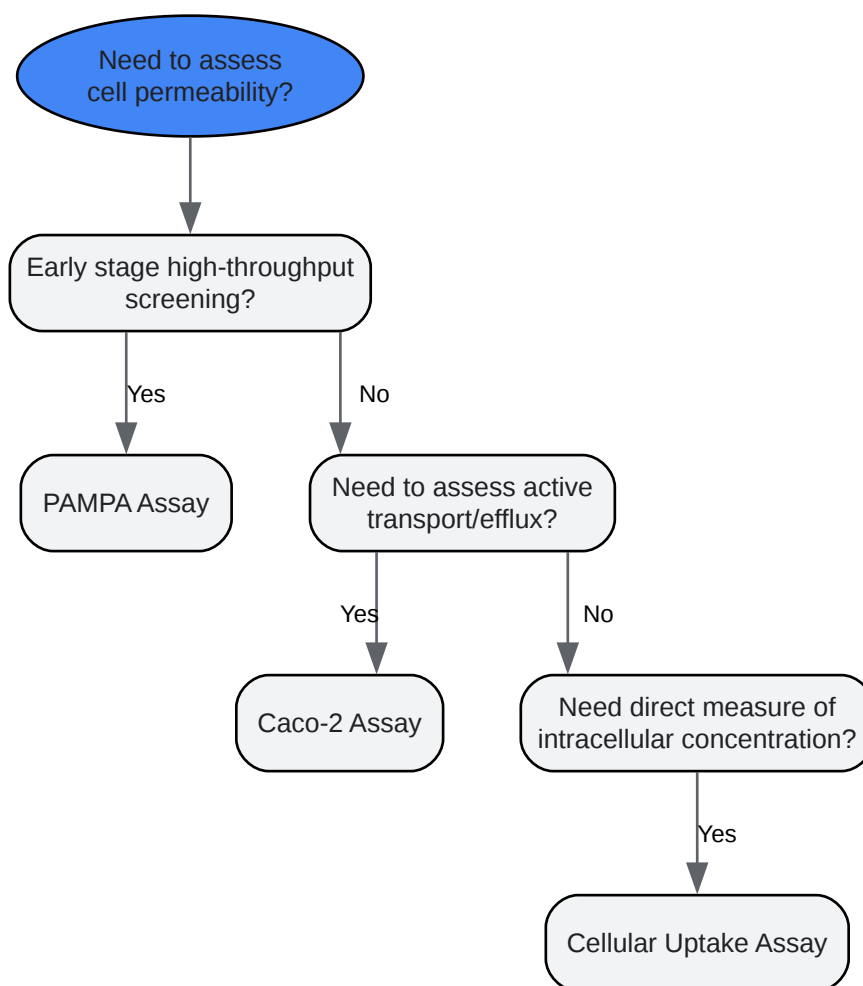 Need to assess
cell permeability?
Early stage high-throughput
screening?
Yes
No
PAMPA Assay
Need to assess active
transport/efflux?
Yes
No
Caco-2 Assay
Need direct measure of
intracellular concentration?
Yes
Cellular Uptake Assay